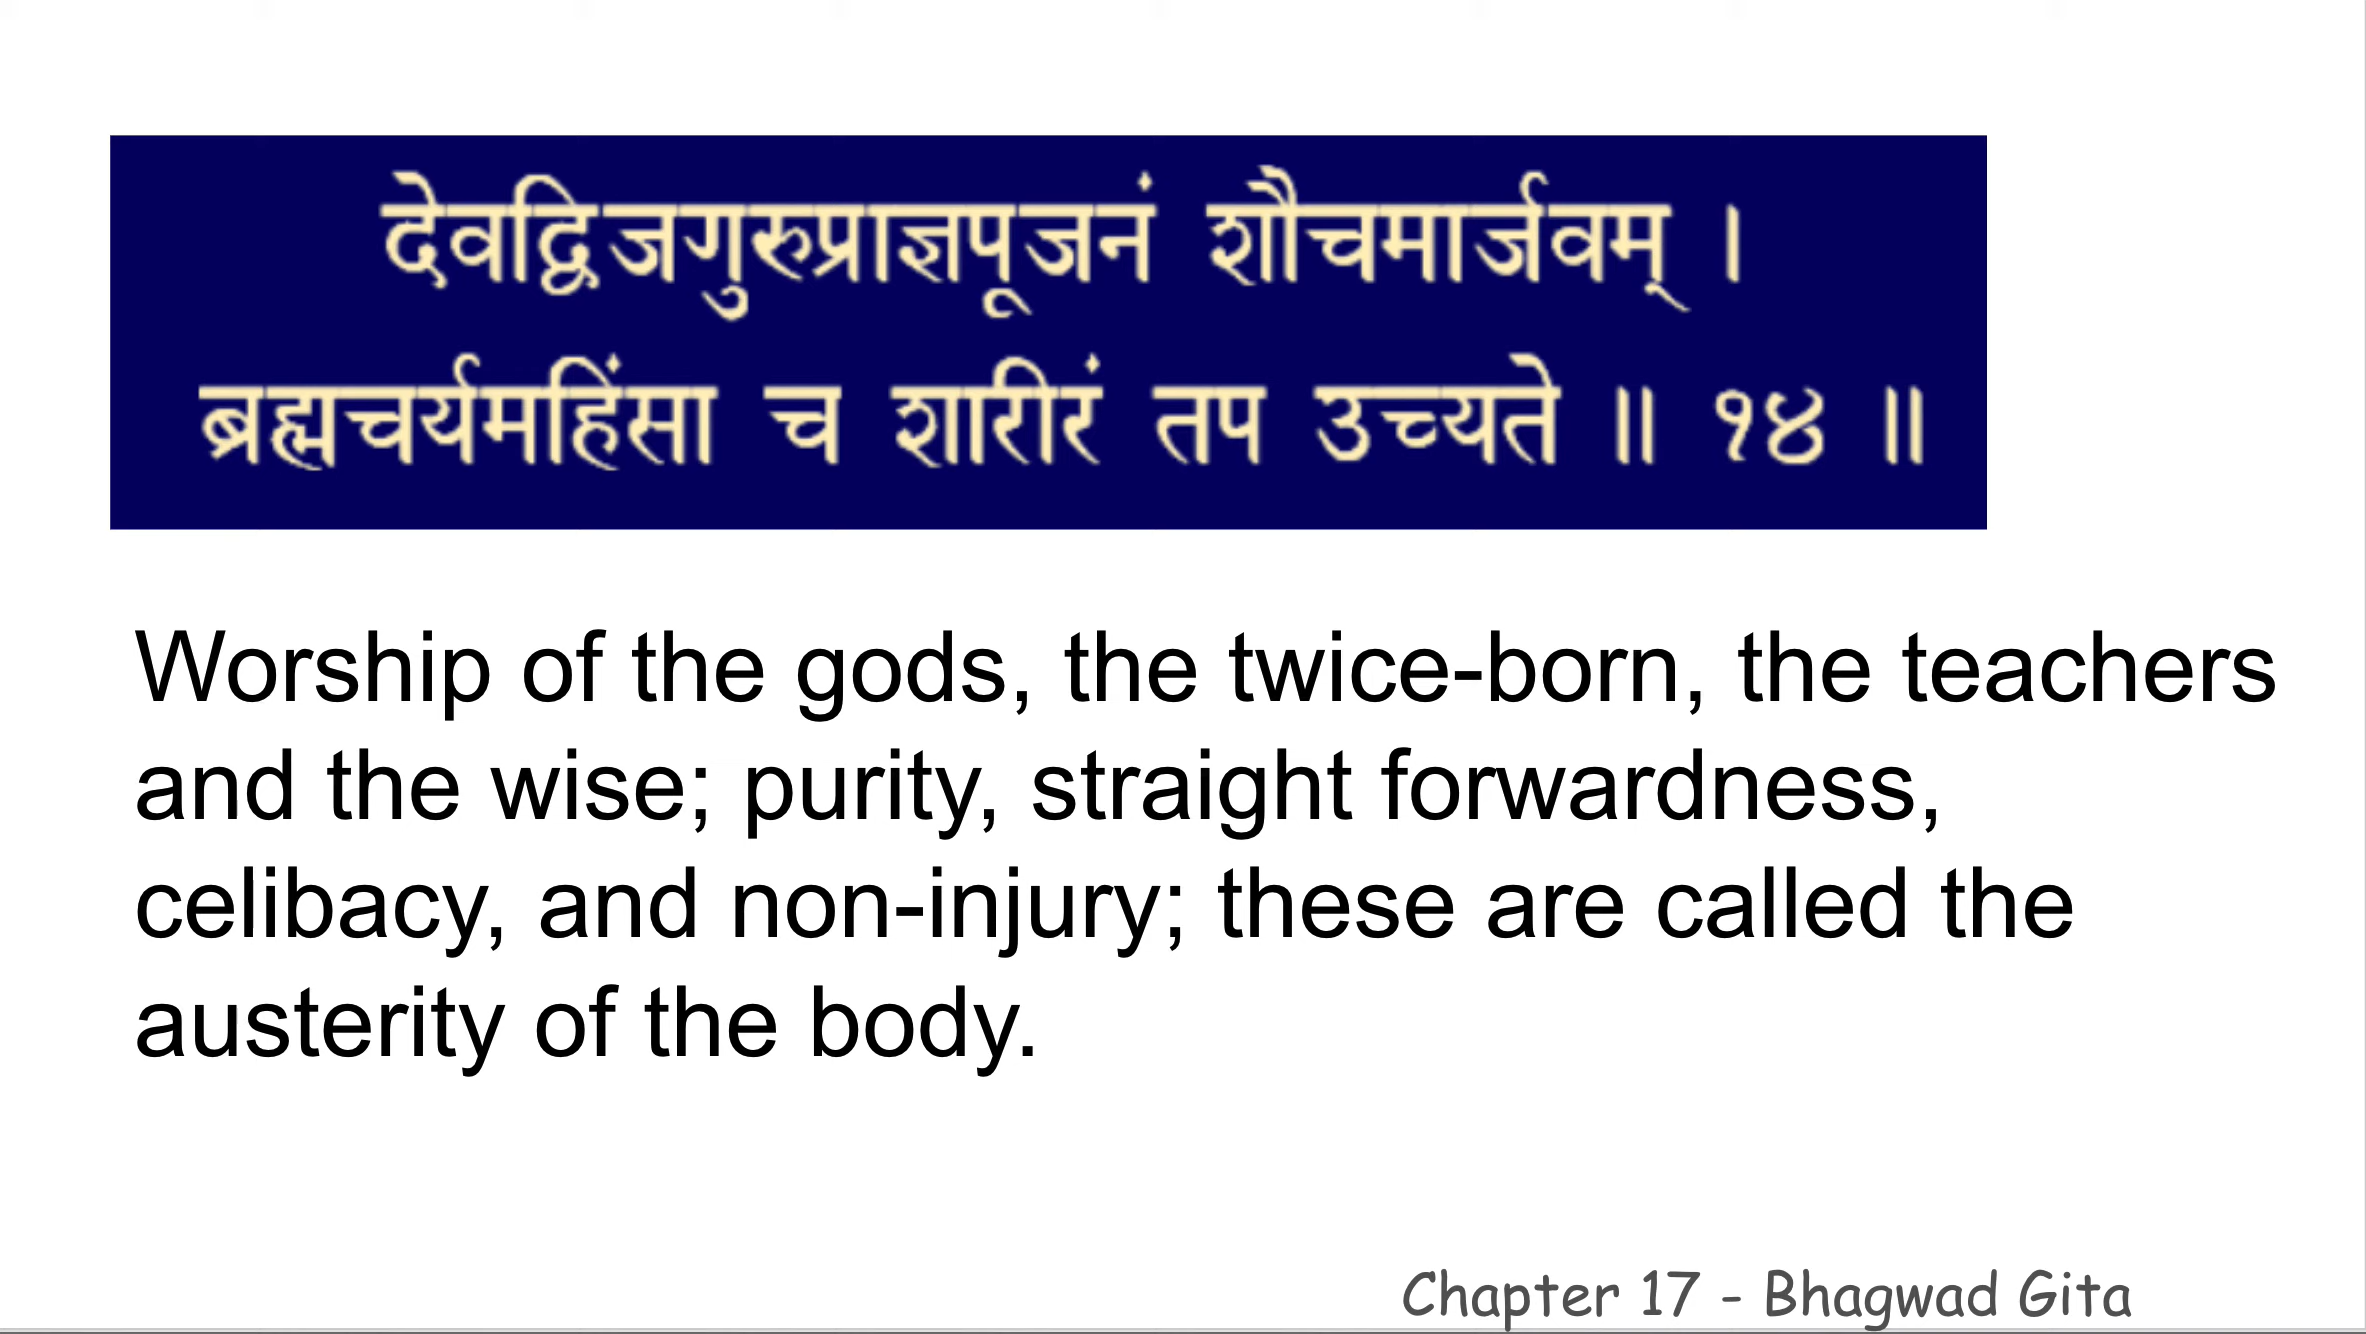 देवद्विजगुरुप्राज्ञपूजनं शौचमार्जवम् ।
ब्रह्मचर्यमहिंसा च शारीरं तप उच्यते ॥ १४ ॥
Worship of the gods, the twice-born, the teachers
and the wise; purity, straight forwardness,
celibacy, and non-injury; these are called the
austerity of the body.
Chapter 17 - Bhagwad Gita